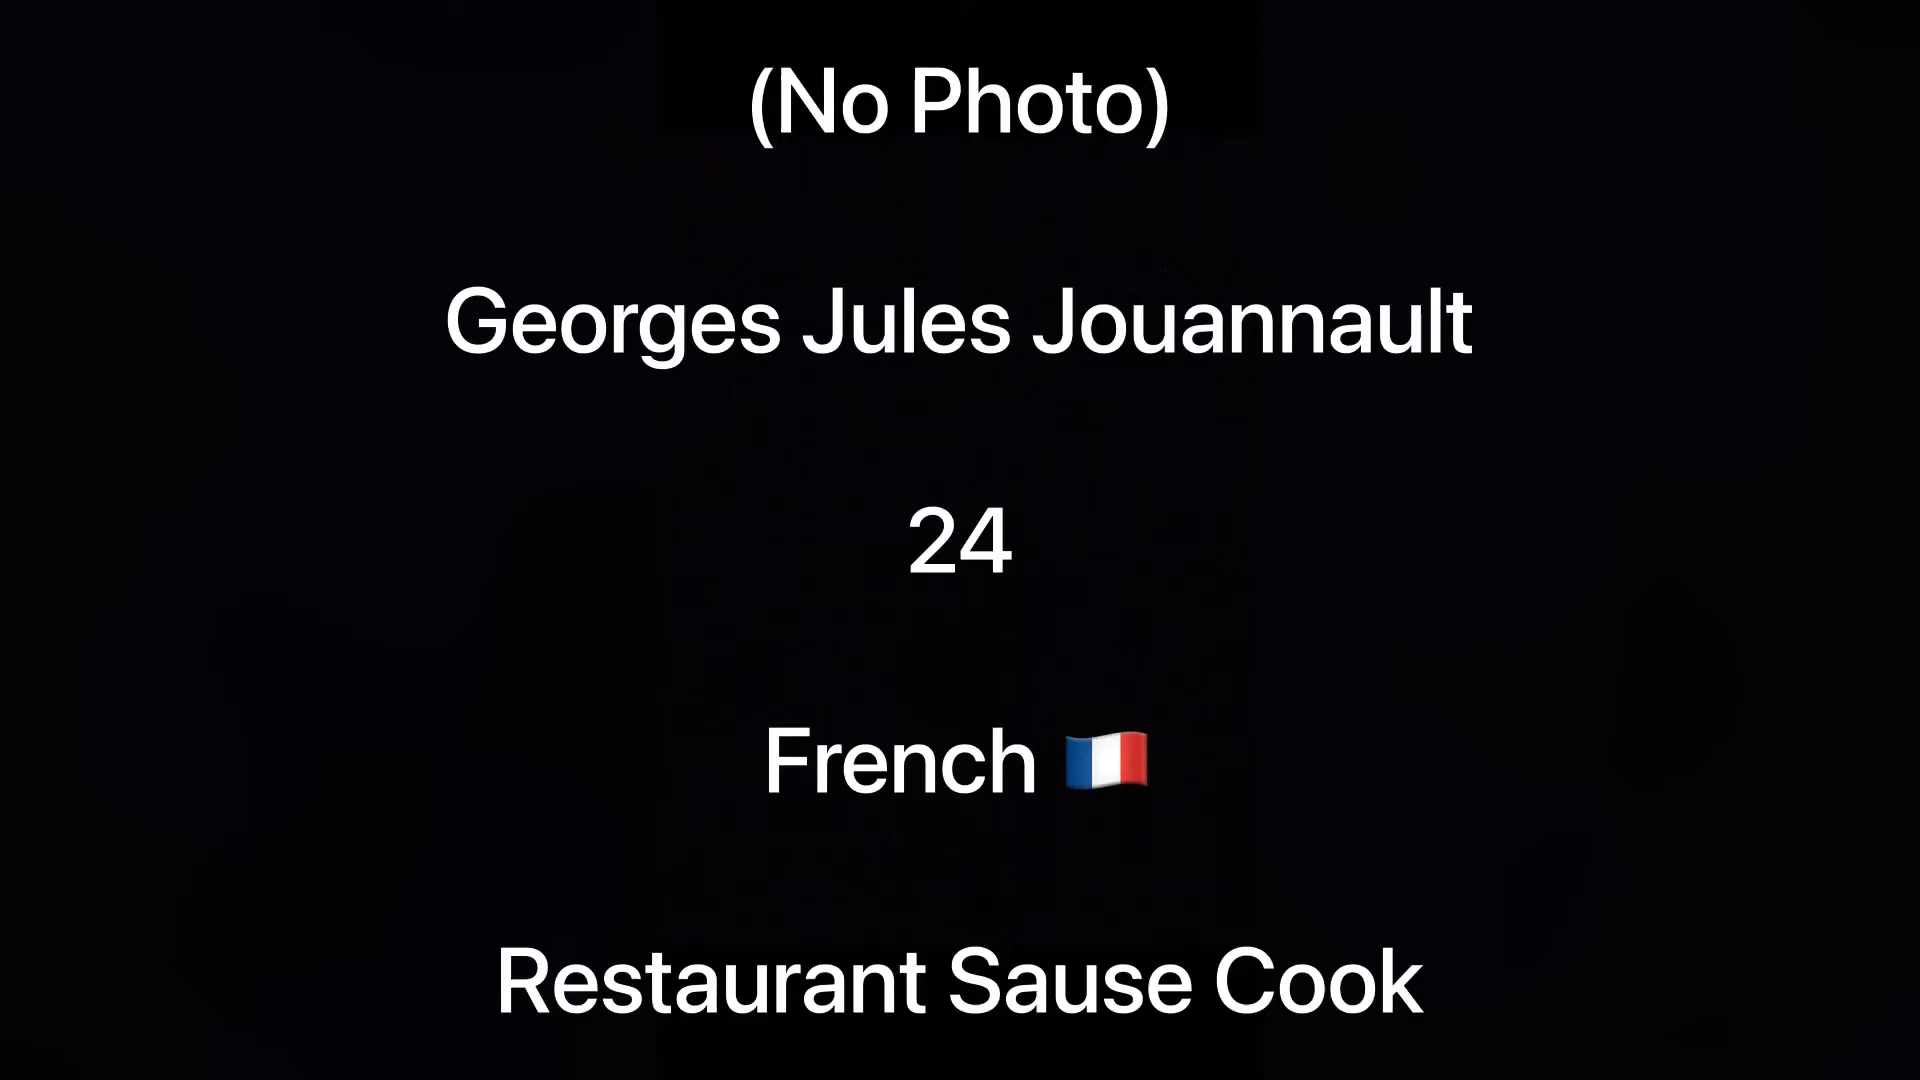 (No Photo)
Georges Jules Jouannault
24
French 🇫🇷
Restaurant Sause Cook